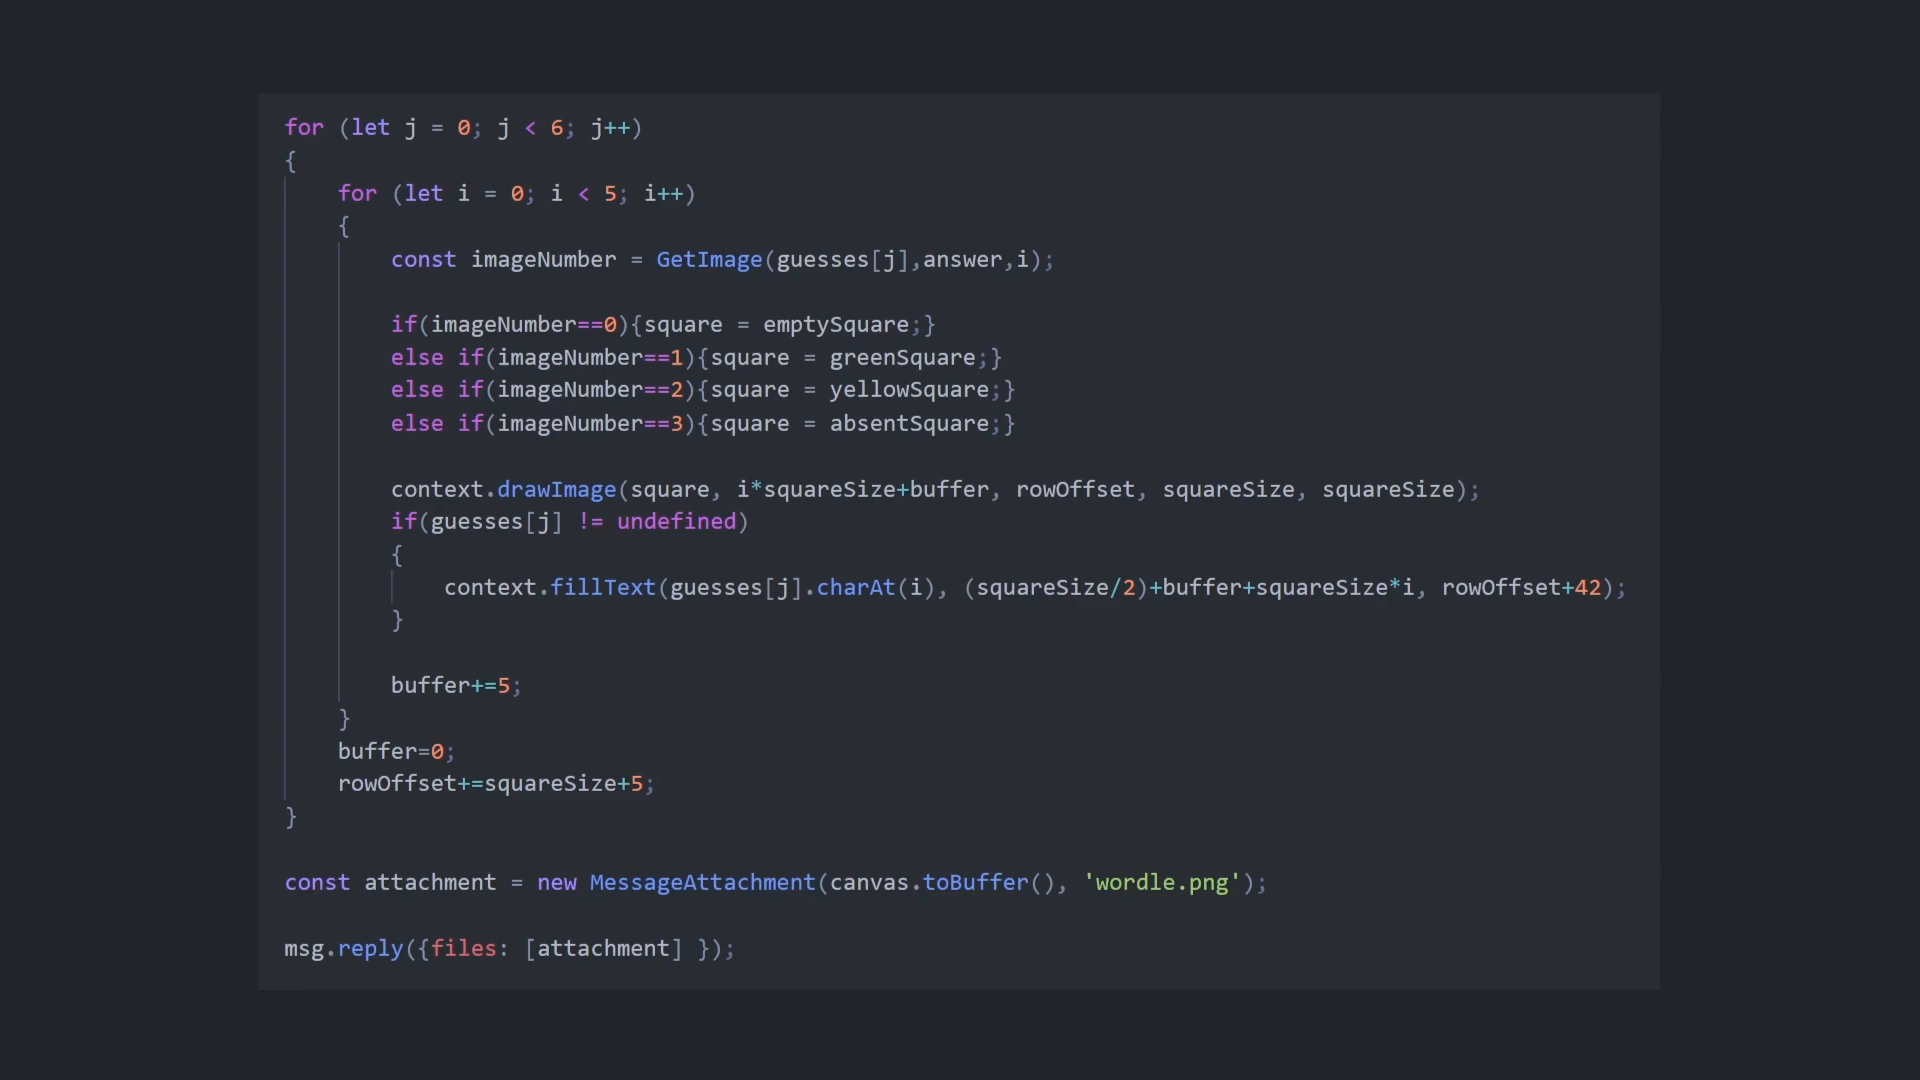 for (let j = 0; j < 6; j++)
{
    for (let i = 0; i < 5; i++)
    {
        const imageNumber = GetImage(guesses[j],answer,i);

        if(imageNumber==0){square = emptySquare;}
        else if(imageNumber==1){square = greenSquare;}
        else if(imageNumber==2){square = yellowSquare;}
        else if(imageNumber==3){square = absentSquare;}

        context.drawImage(square, i*squareSize+buffer, rowOffset, squareSize, squareSize);
        if(guesses[j] != undefined)
        {
            context.fillText(guesses[j].charAt(i), (squareSize/2)+buffer+squareSize*i, rowOffset+42);
        }

        buffer+=5;
    }
    buffer=0;
    rowOffset+=squareSize+5;
}

const attachment = new MessageAttachment(canvas.toBuffer(), 'wordle.png');

msg.reply({files: [attachment] });